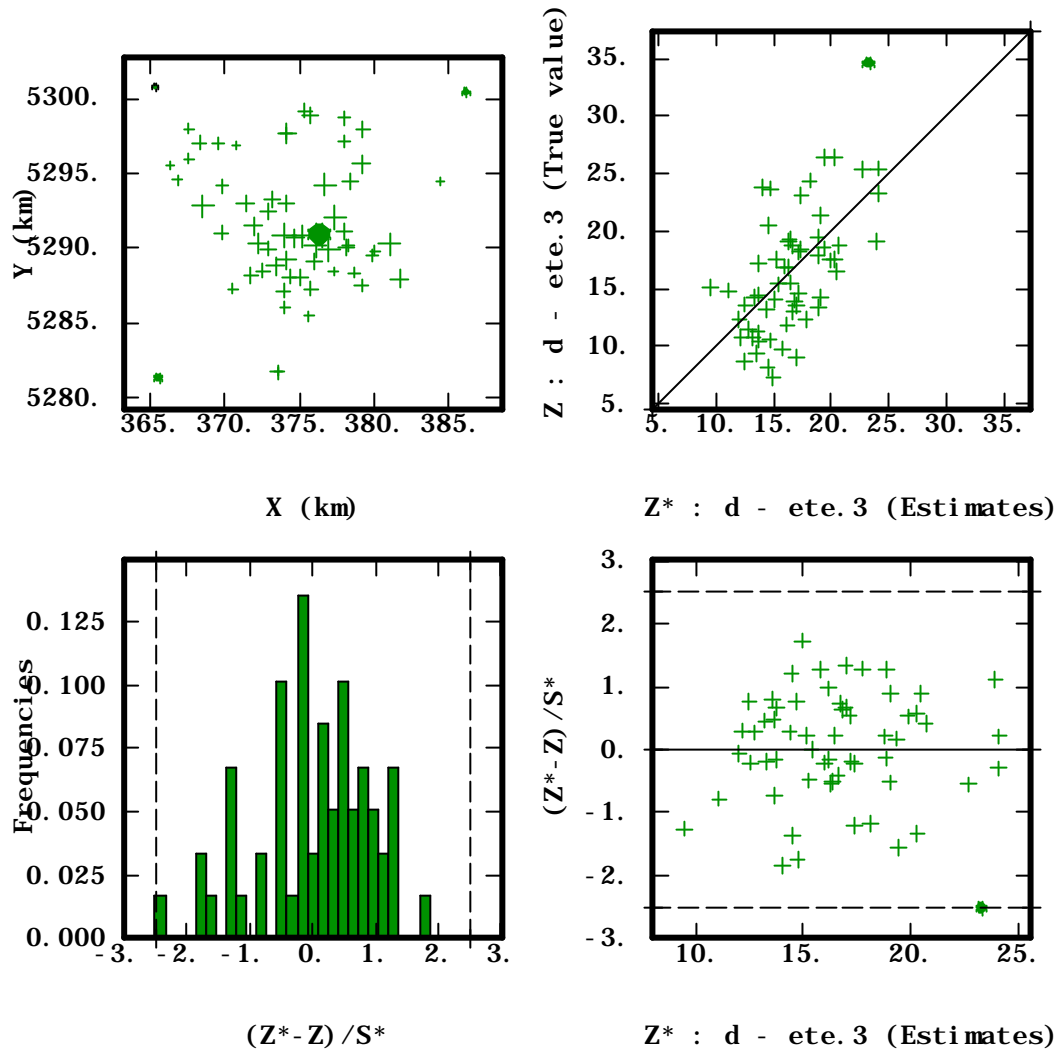 5300.
5295.
5290.
5285.
5280.
Y (km)
365. 370. 375. 380. 385.
X (km)
35.
30.
25.
20.
15.
10.
5.
Z : d - ete.3 (True value)
5. 10. 15. 20. 25. 30. 35.
Z* : d - ete.3 (Estimates)
0.125
0.100
0.075
0.050
0.025
0.000
Frequencies
-3. -2. -1. 0. 1. 2. 3.
(Z*-Z)/S*
3.
2.
1.
0.
-1.
-2.
-3.
(Z*-Z)/S*
10. 15. 20. 25.
Z* : d - ete.3 (Estimates)